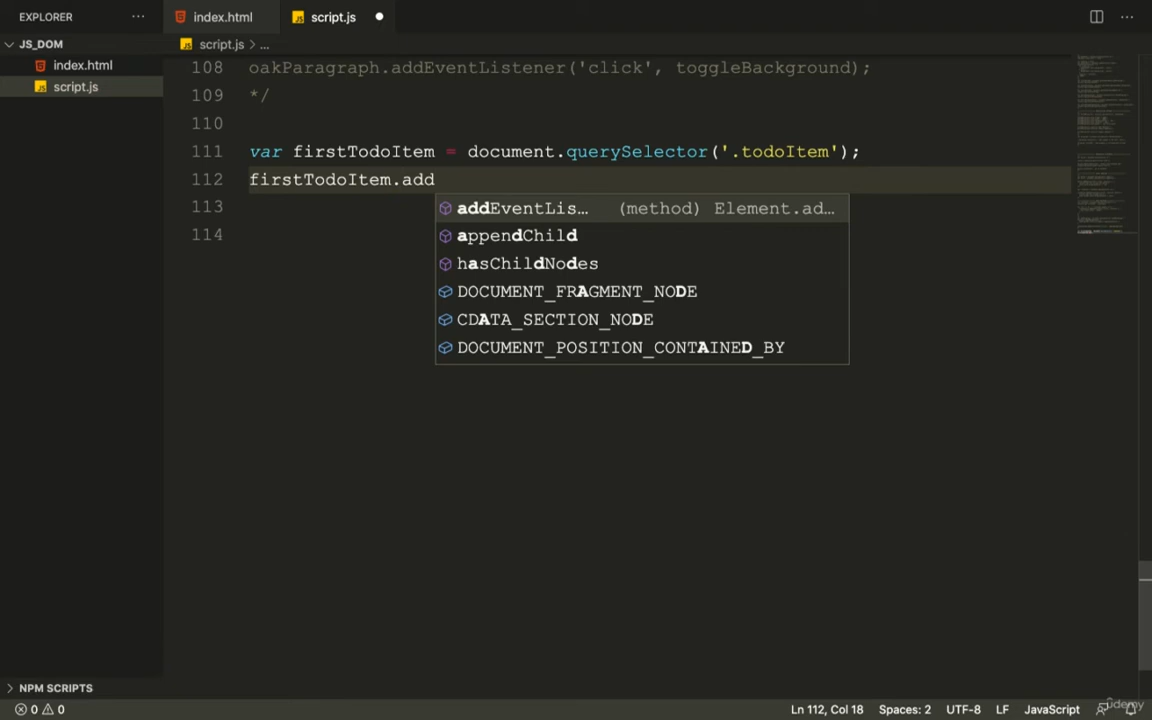 EXPLORER ··· index.html script.js
JS_DOM script.js > ...
index.html
script.js
108 oakParagraph.addEventListener('click', toggleBackground);
109 */
110
111 var firstTodoItem = document.querySelector('.todoItem');
112 firstTodoItem.add
113 addEventLis… (method) Element.ad…
appendChild
114
hasChildNodes
DOCUMENT_FRAGMENT_NODE
CDATA_SECTION_NODE
DOCUMENT_POSITION_CONTAINED_BY
NPM SCRIPTS
0 0 Ln 112, Col 18 Spaces: 2 UTF-8 LF JavaScript
udemy